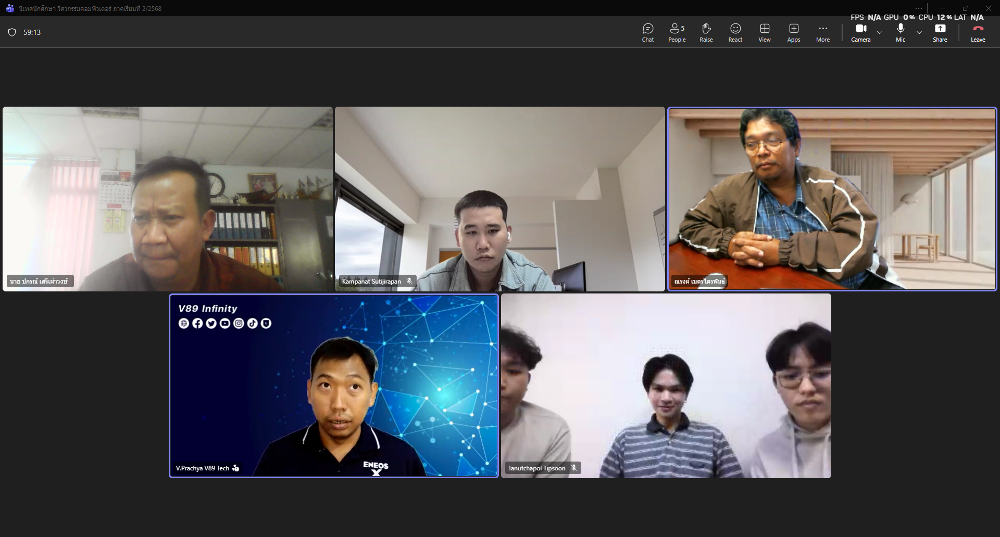 นิเทศนักศึกษา วิศวกรรมคอมพิวเตอร์ ภาคเรียนที่ 2/2568
FPS N/A GPU 0% CPU 12% LAT N/A
59:13
Chat
People
5
Raise
React
View
Apps
More
Camera
Mic
Share
Leave
นาย ปกรณ์ เสรีเผ่าวงษ์
Kampanat Sutijirapan
ณรงค์ เมตรไตรพันธ์
V89 Infinity
ENEOS
X
V.Prachya V89 Tech
Tanutchapol Tipsoon